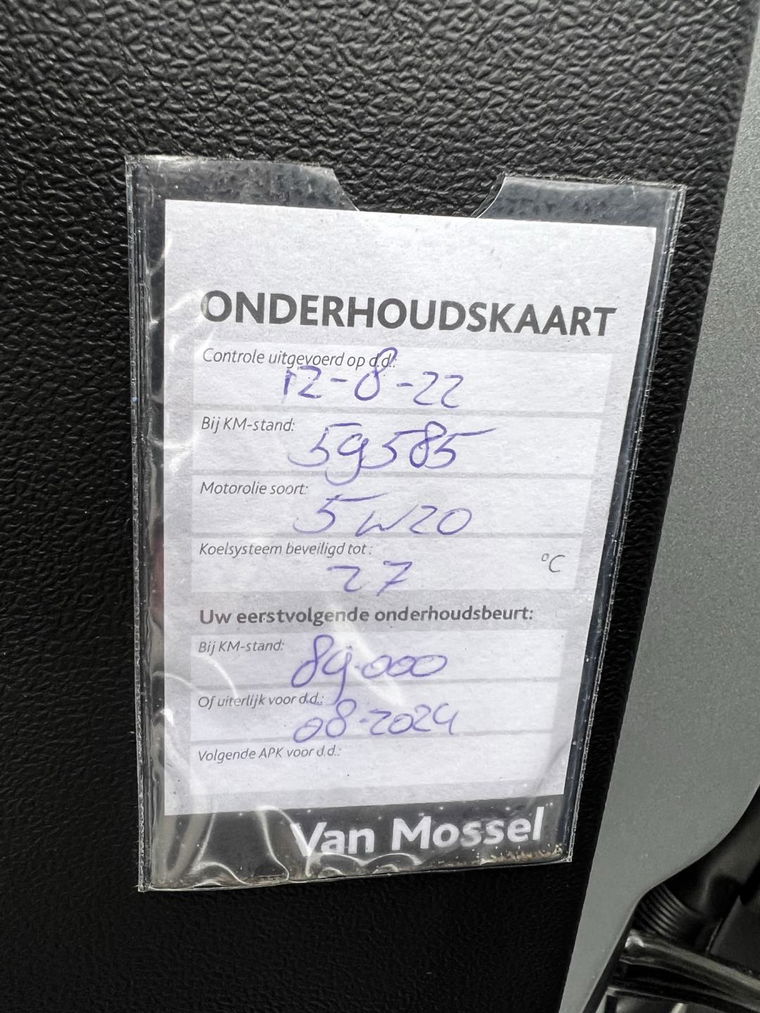 ONDERHOUDSKAART
Controle uitgevoerd op d.d.:
12-8-22
Bij KM-stand:
59585
Motorolie soort:
5W20
Koelsysteem beveiligd tot:
27 °C
Uw eerstvolgende onderhoudsbeurt:
Bij KM-stand:
89.000
Of uiterlijk voor d.d.:
08-2024
Volgende APK voor d.d.:
Van Mossel